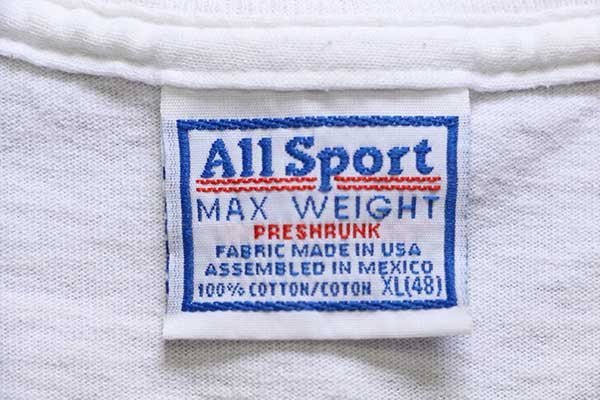 All Sport
MAX WEIGHT
PRESHRUNK
FABRIC MADE IN USA
ASSEMBLED IN MEXICO
100% COTTON/COTON XL(48)